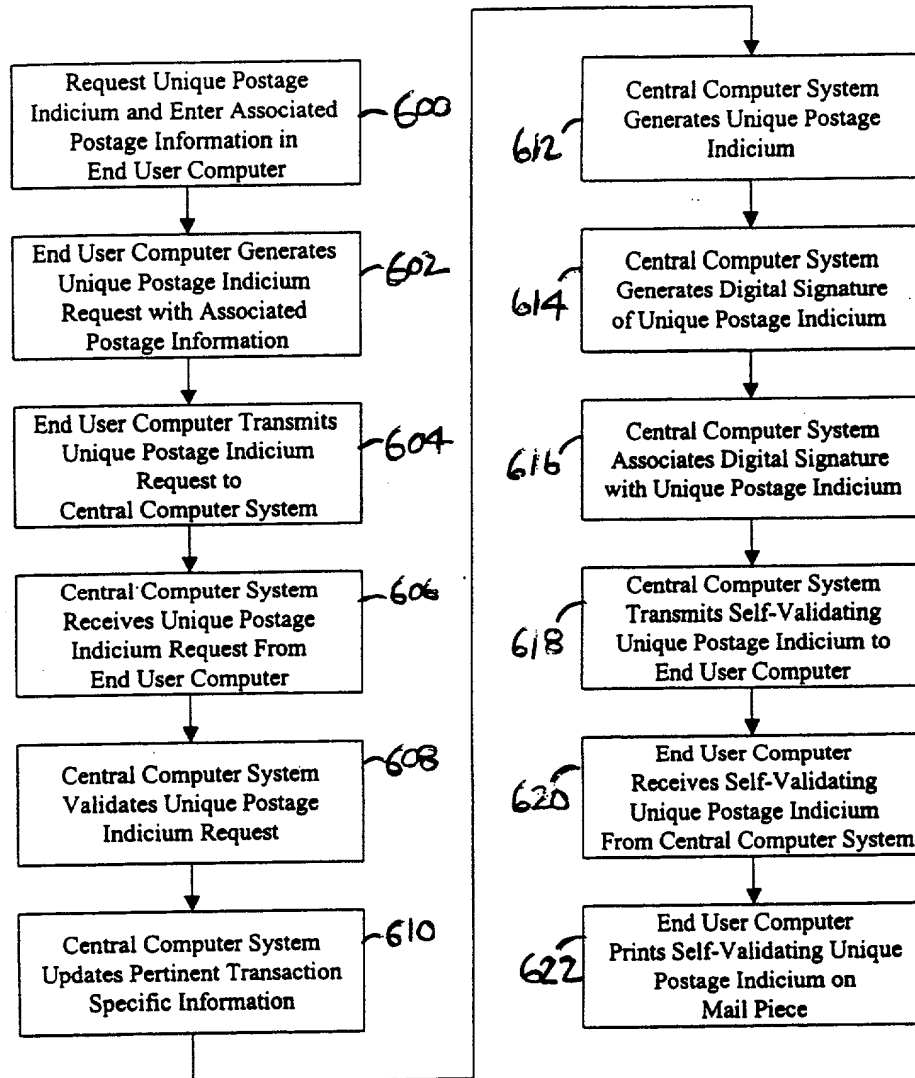 Request Unique Postage
Indicium and Enter Associated
Postage Information in
End User Computer
600
End User Computer Generates
Unique Postage Indicium
Request with Associated
Postage Information
602
End User Computer Transmits
Unique Postage Indicium
Request to
Central Computer System
604
Central Computer System
Receives Unique Postage
Indicium Request From
End User Computer
606
Central Computer System
Validates Unique Postage
Indicium Request
608
Central Computer System
Updates Pertinent Transaction
Specific Information
610
Central Computer System
Generates Unique Postage
Indicium
612
Central Computer System
Generates Digital Signature
of Unique Postage Indicium
614
Central Computer System
Associates Digital Signature
with Unique Postage Indicium
616
Central Computer System
Transmits Self-Validating
Unique Postage Indicium to
End User Computer
618
End User Computer
Receives Self-Validating
Unique Postage Indicium
From Central Computer System
620
End User Computer
Prints Self-Validating Unique
Postage Indicium on
Mail Piece
622